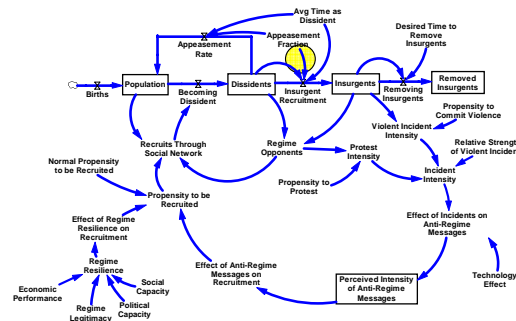 Avg Time as
Dissident
Appeasement
Rate
Appeasement
Fraction
Desired Time to
Remove
Insurgents
Births
Population
Becoming
Dissident
Dissidents
Insurgent
Recruitment
Insurgents
Removing
Insurgents
Removed
Insurgents
Propensity to
Commit Violence
Violent Incident
Intensity
Recruits Through
Social Network
Regime
Opponents
Protest
Intensity
Relative Strength
of Violent Incidents
Normal Propensity
to be Recruited
Incident
Intensity
Propensity to be
Recruited
Propensity to
Protest
Effect of Regime
Resilience on
Recruitment
Effect of Incidents on
Anti-Regime
Messages
Regime
Resilience
Effect of Anti-Regime
Messages on
Recruitment
Perceived Intensity
of Anti-Regime
Messages
Technology
Effect
Economic
Performance
Social
Capacity
Regime
Legitimacy
Political
Capacity